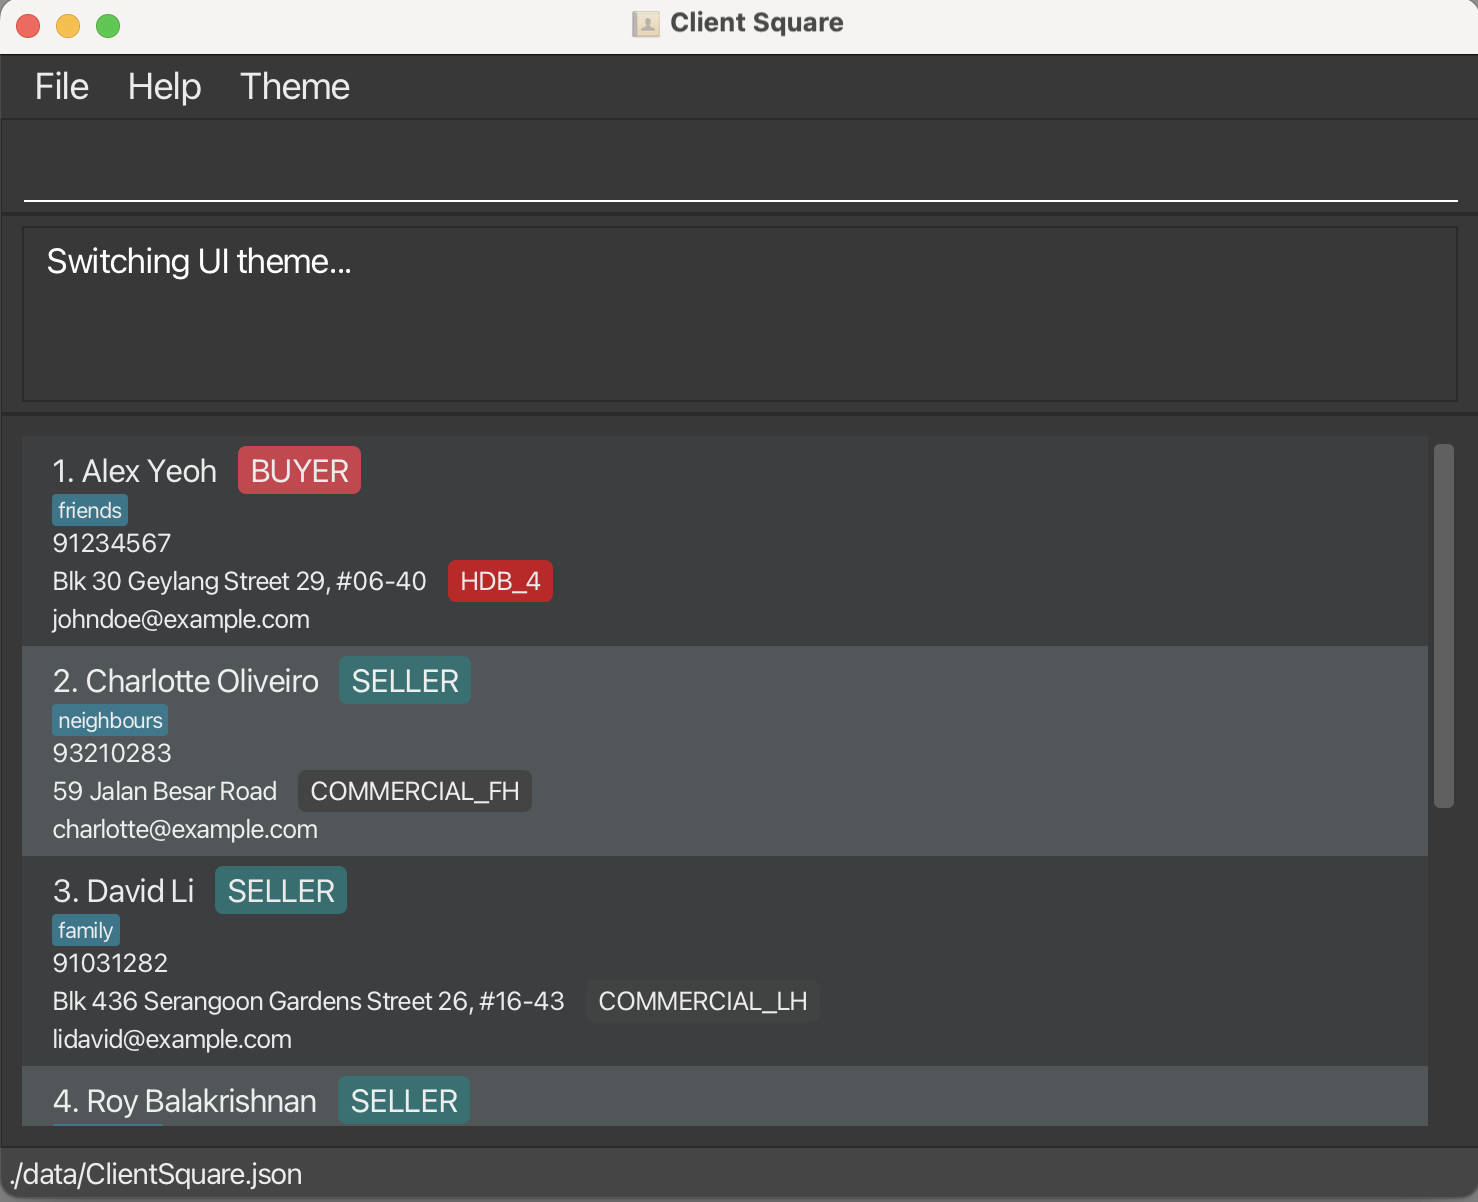 Client Square
File Help Theme
Switching UI theme...
1. Alex Yeoh BUYER
friends
91234567
Blk 30 Geylang Street 29, #06-40 HDB_4
johndoe@example.com
2. Charlotte Oliveiro SELLER
neighbours
93210283
59 Jalan Besar Road COMMERCIAL_FH
charlotte@example.com
3. David Li SELLER
family
91031282
Blk 436 Serangoon Gardens Street 26, #16-43 COMMERCIAL_LH
lidavid@example.com
4. Roy Balakrishnan SELLER
./data/ClientSquare.json